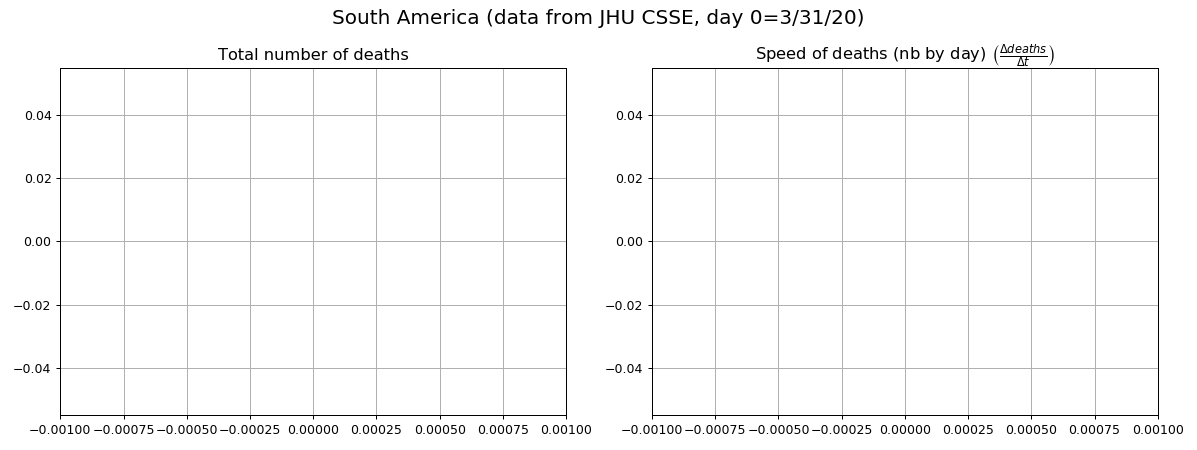 South America (data from JHU CSSE, day 0=3/31/20)
Total number of deaths
0.04
0.02
0.00
−0.02
−0.04
−0.00100 −0.00075 −0.00050 −0.00025 0.00000 0.00025 0.00050 0.00075 0.00100
Speed of deaths (nb by day) (Δdeaths/Δt)
0.04
0.02
0.00
−0.02
−0.04
−0.00100 −0.00075 −0.00050 −0.00025 0.00000 0.00025 0.00050 0.00075 0.00100